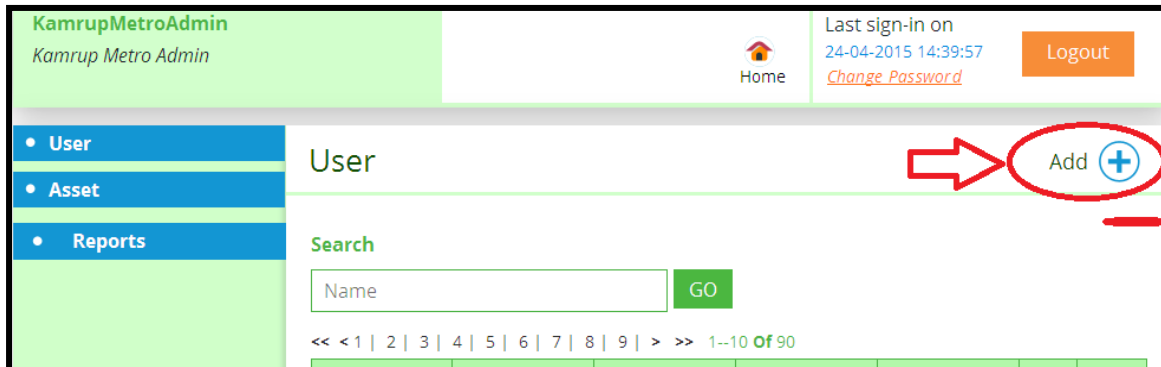 KamrupMetroAdmin
Kamrup Metro Admin
Home
Last sign-in on
24-04-2015 14:39:57
Change Password
Logout
User
Asset
Reports
User
Add
Search
Name
GO
<< < 1 | 2 | 3 | 4 | 5 | 6 | 7 | 8 | 9 | > >> 1--10 Of 90